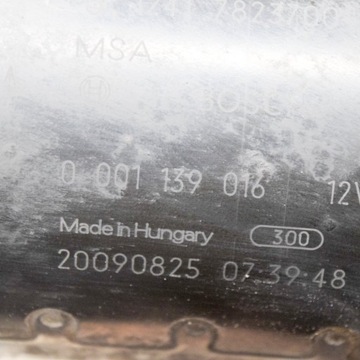 MSA
0 001 139 016 12V
Made in Hungary 300
20090825 07-39-48